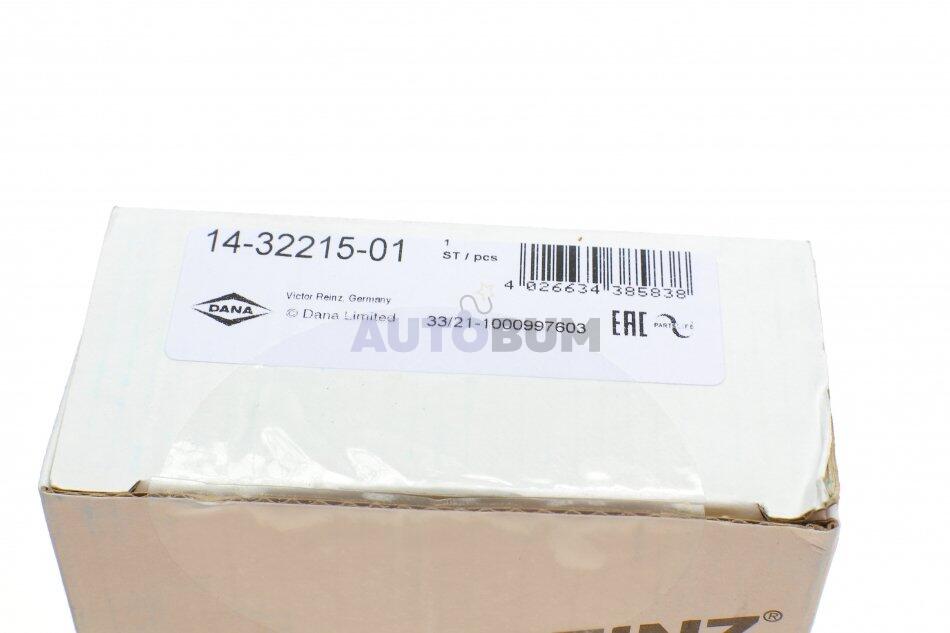 14-32215-01
1
ST / pcs
4 026634 385838
DANA
Victor Reinz, Germany
© Dana Limited
33/21-1000997603
EAC
AUTOBUM